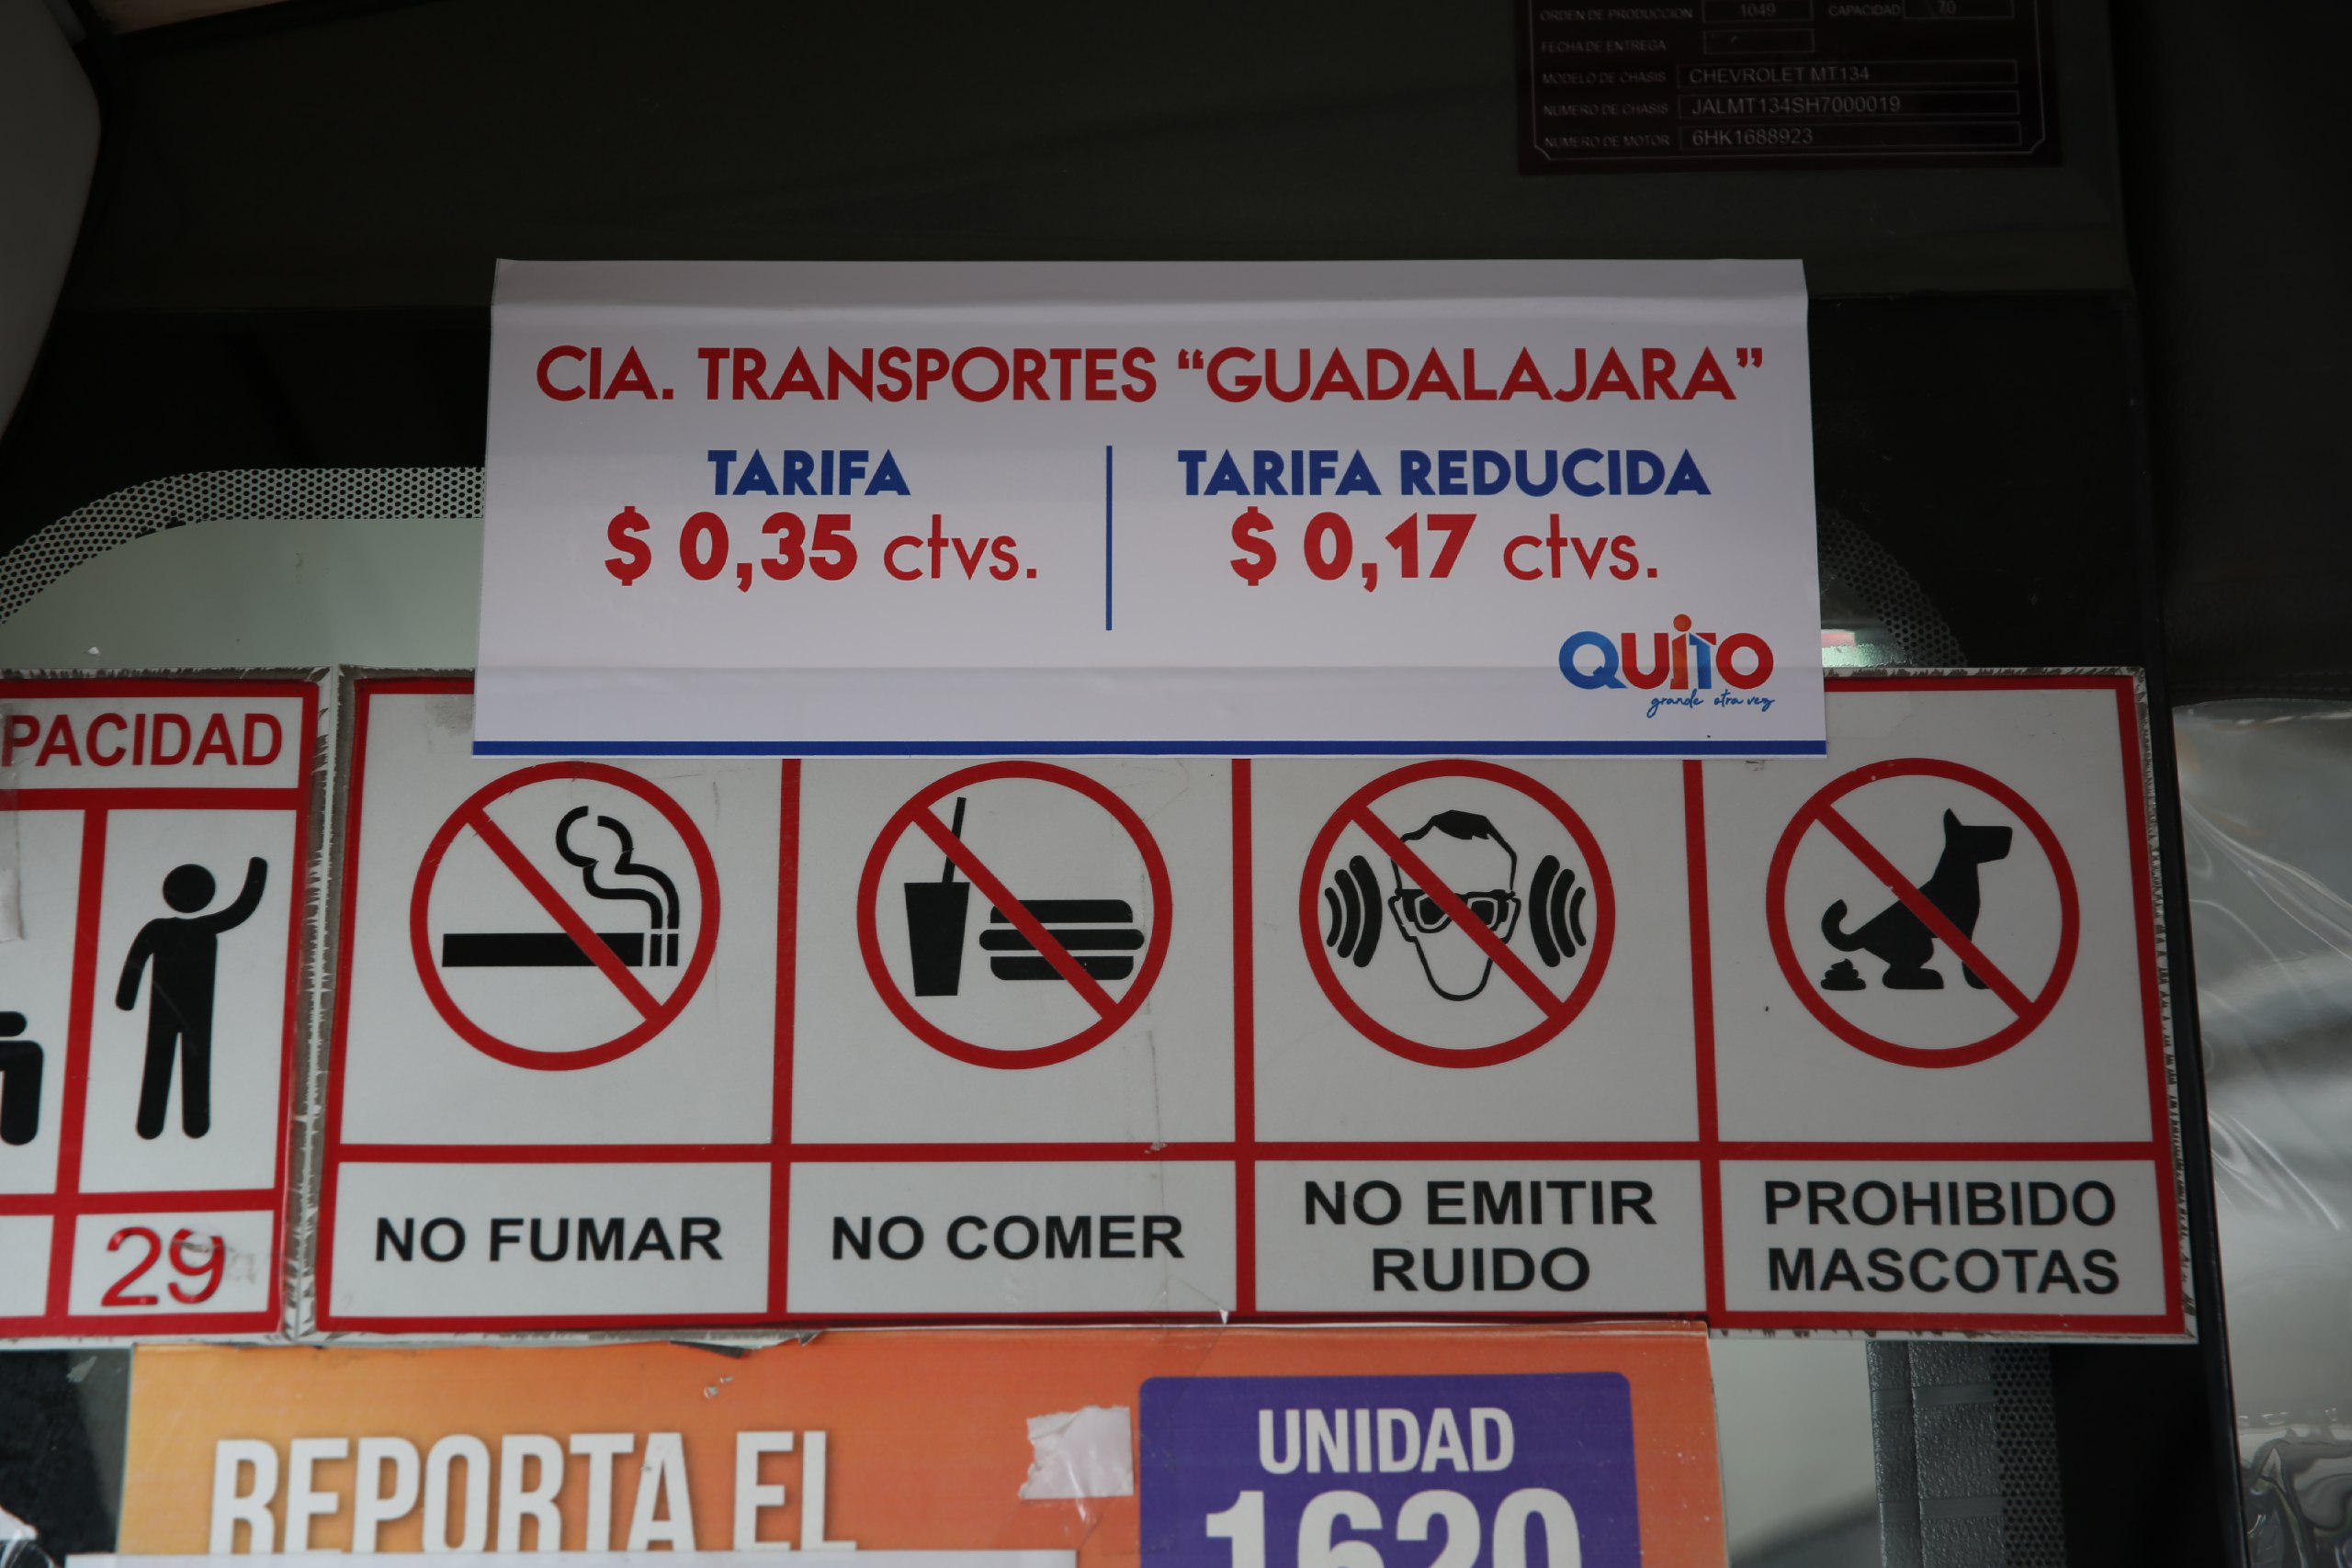 ORDEN DE PRODUCCION 1049 CAPACIDAD 70
FECHA DE ENTREGA
MODELO DE CHASIS CHEVROLET MT134
NUMERO DE CHASIS JALMT134SH7000019
NUMERO DE MOTOR 6HK1688923
CIA. TRANSPORTES “GUADALAJARA”
TARIFA
$ 0,35 ctvs.
TARIFA REDUCIDA
$ 0,17 ctvs.
QUITO
grande otra vez
PACIDAD
29
NO FUMAR
NO COMER
NO EMITIR
RUIDO
PROHIBIDO
MASCOTAS
REPORTA EL
UNIDAD
1620